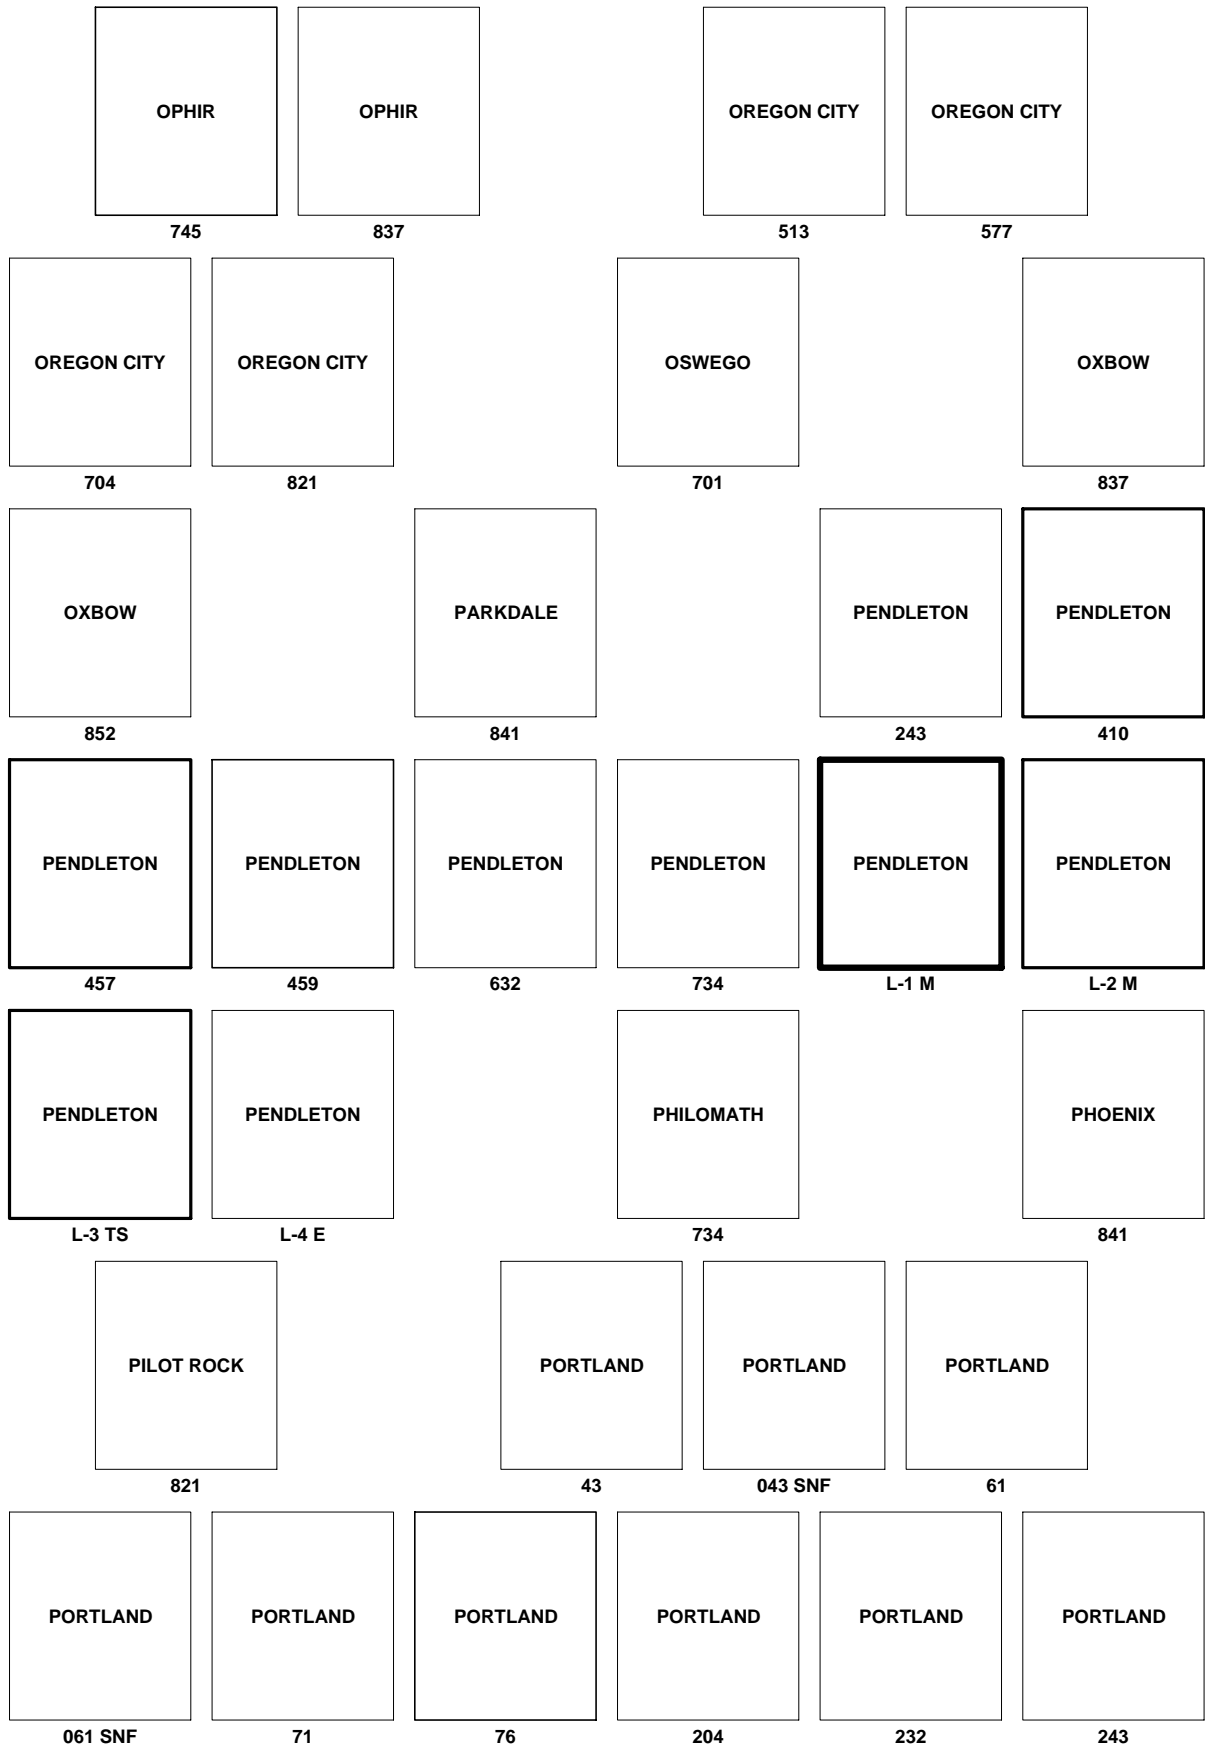 OPHIR OPHIR OREGON CITY OREGON CITY
745 837 513 577
OREGON CITY OREGON CITY OSWEGO OXBOW
704 821 701 837
OXBOW PARKDALE PENDLETON PENDLETON
852 841 243 410
PENDLETON PENDLETON PENDLETON PENDLETON PENDLETON PENDLETON
457 459 632 734 L-1 M L-2 M
PENDLETON PENDLETON PHILOMATH PHOENIX
L-3 TS L-4 E 734 841
PILOT ROCK PORTLAND PORTLAND PORTLAND
821 43 043 SNF 61
PORTLAND PORTLAND PORTLAND PORTLAND PORTLAND PORTLAND
061 SNF 71 76 204 232 243